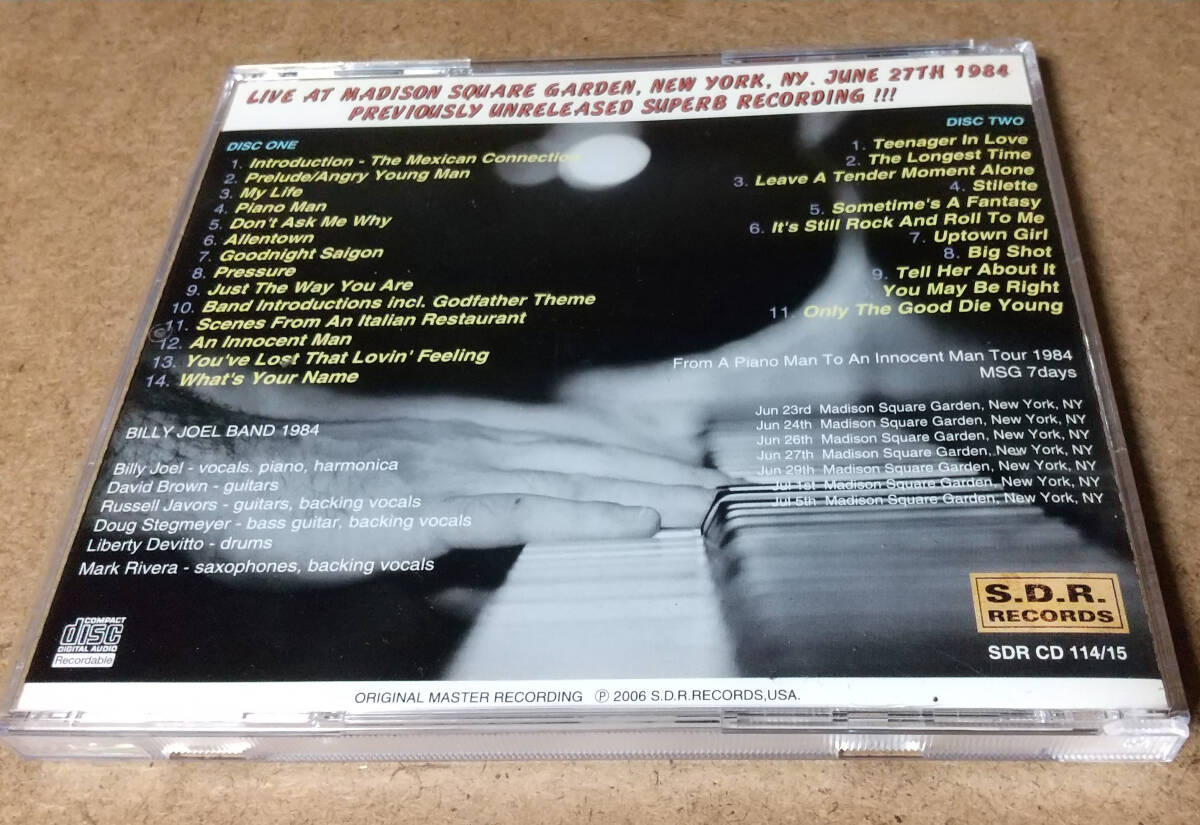 LIVE AT MADISON SQUARE GARDEN, NEW YORK, NY. JUNE 27TH 1984
PREVIOUSLY UNRELEASED SUPERB RECORDING !!!
DISC ONE
1. Introduction - The Mexican Connection
2. Prelude/Angry Young Man
3. My Life
4. Piano Man
5. Don't Ask Me Why
6. Allentown
7. Goodnight Saigon
8. Pressure
9. Just The Way You Are
10. Band Introductions incl. Godfather Theme
11. Scenes From An Italian Restaurant
12. An Innocent Man
13. You've Lost That Lovin' Feeling
14. What's Your Name
BILLY JOEL BAND 1984
Billy Joel - vocals. piano, harmonica
David Brown - guitars
Russell Javors - guitars, backing vocals
Doug Stegmeyer - bass guitar, backing vocals
Liberty Devitto - drums
Mark Rivera - saxophones, backing vocals
DISC TWO
1. Teenager In Love
2. The Longest Time
3. Leave A Tender Moment Alone
4. Stilette
5. Sometime's A Fantasy
6. It's Still Rock And Roll To Me
7. Uptown Girl
8. Big Shot
9. Tell Her About It
You May Be Right
11. Only The Good Die Young
From A Piano Man To An Innocent Man Tour 1984
MSG 7days
Jun 23rd Madison Square Garden, New York, NY
Jun 24th Madison Square Garden, New York, NY
Jun 26th Madison Square Garden, New York, NY
Jun 27th Madison Square Garden, New York, NY
Jun 29th Madison Square Garden, New York, NY
Jul 1st Madison Square Garden, New York, NY
Jul 5th Madison Square Garden, New York, NY
S.D.R.
RECORDS
SDR CD 114/15
COMPACT
disc
DIGITAL AUDIO
Recordable
ORIGINAL MASTER RECORDING ℗ 2006 S.D.R.RECORDS,USA.